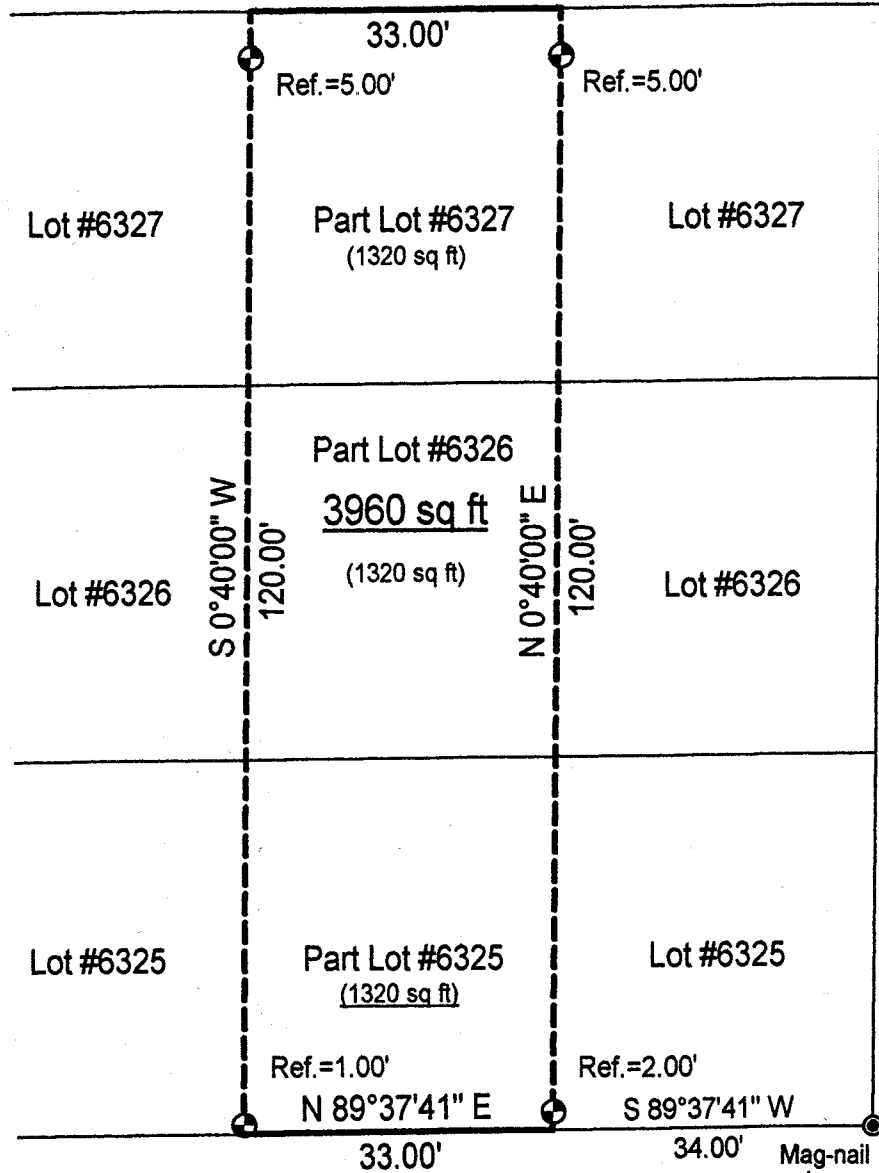 33.00'
Ref.=5.00'
Ref.=5.00'
Lot #6327
Part Lot #6327
(1320 sq ft)
Lot #6327
Part Lot #6326
3960 sq ft
(1320 sq ft)
S 0°40'00" W
120.00'
N 0°40'00" E
120.00'
Lot #6326
Lot #6326
Lot #6325
Part Lot #6325
(1320 sq ft)
Lot #6325
Ref.=1.00'
Ref.=2.00'
N 89°37'41" E
S 89°37'41" W
33.00'
34.00'
Mag-nail